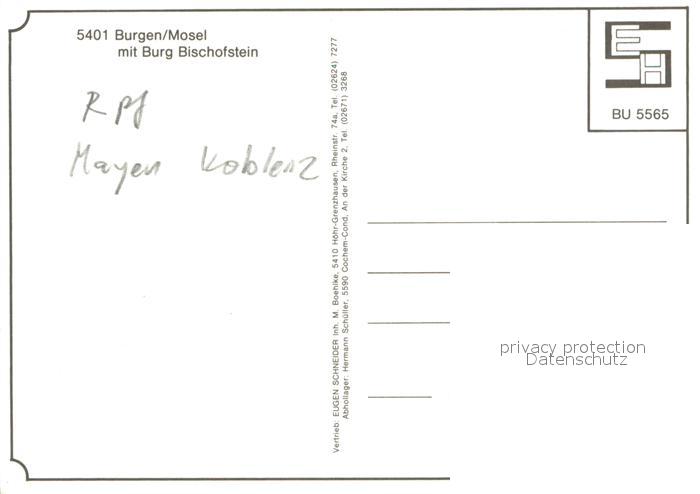 5401 Burgen/Mosel
mit Burg Bischofstein
R pf
Mayen Koblenz
Vertrieb: EUGEN SCHNEIDER Inh. M. Boehlke, 5410 Höhr-Grenzhausen, Rheinstr. 74a, Tel. (02624) 7277
Abhollager: Hermann Schüller, 5590 Cochem-Cond, An der Kirche 2, Tel. (02671) 3268
ESH
BU 5565
privacy protection
Datenschutz